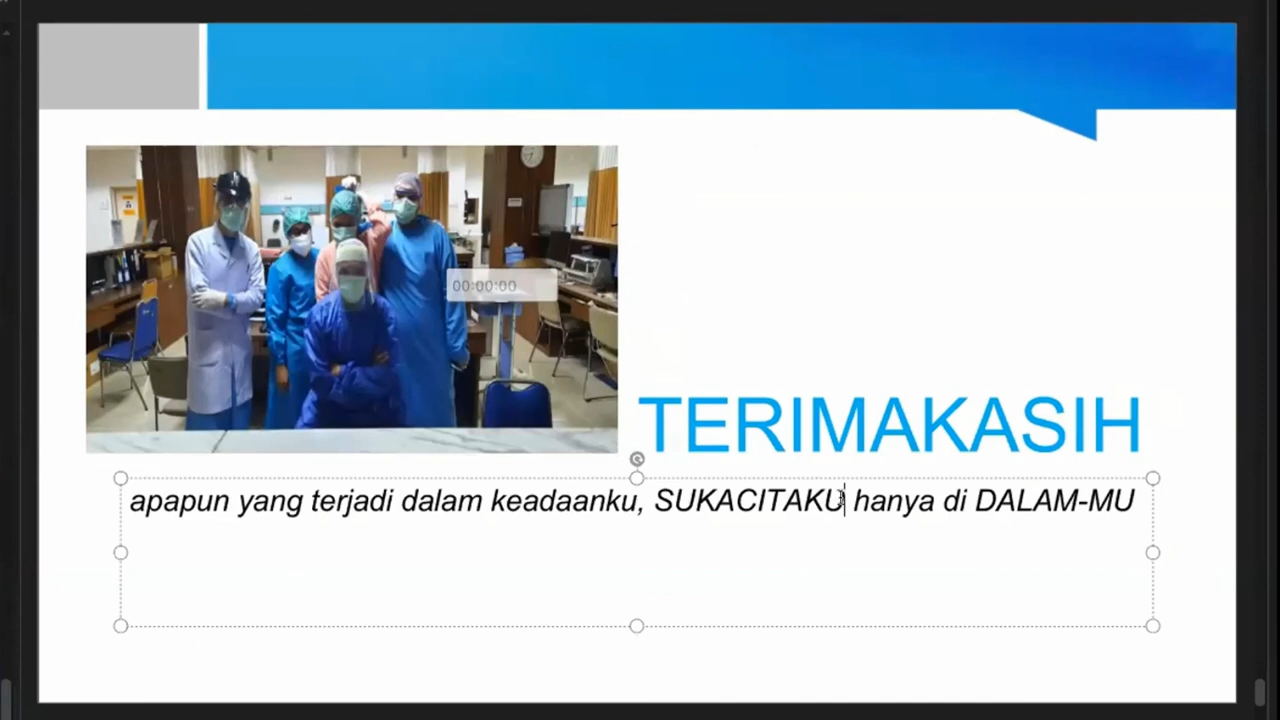 00:00:00
TERIMAKASIH
apapun yang terjadi dalam keadaanku, SUKACITAKU hanya di DALAM-MU